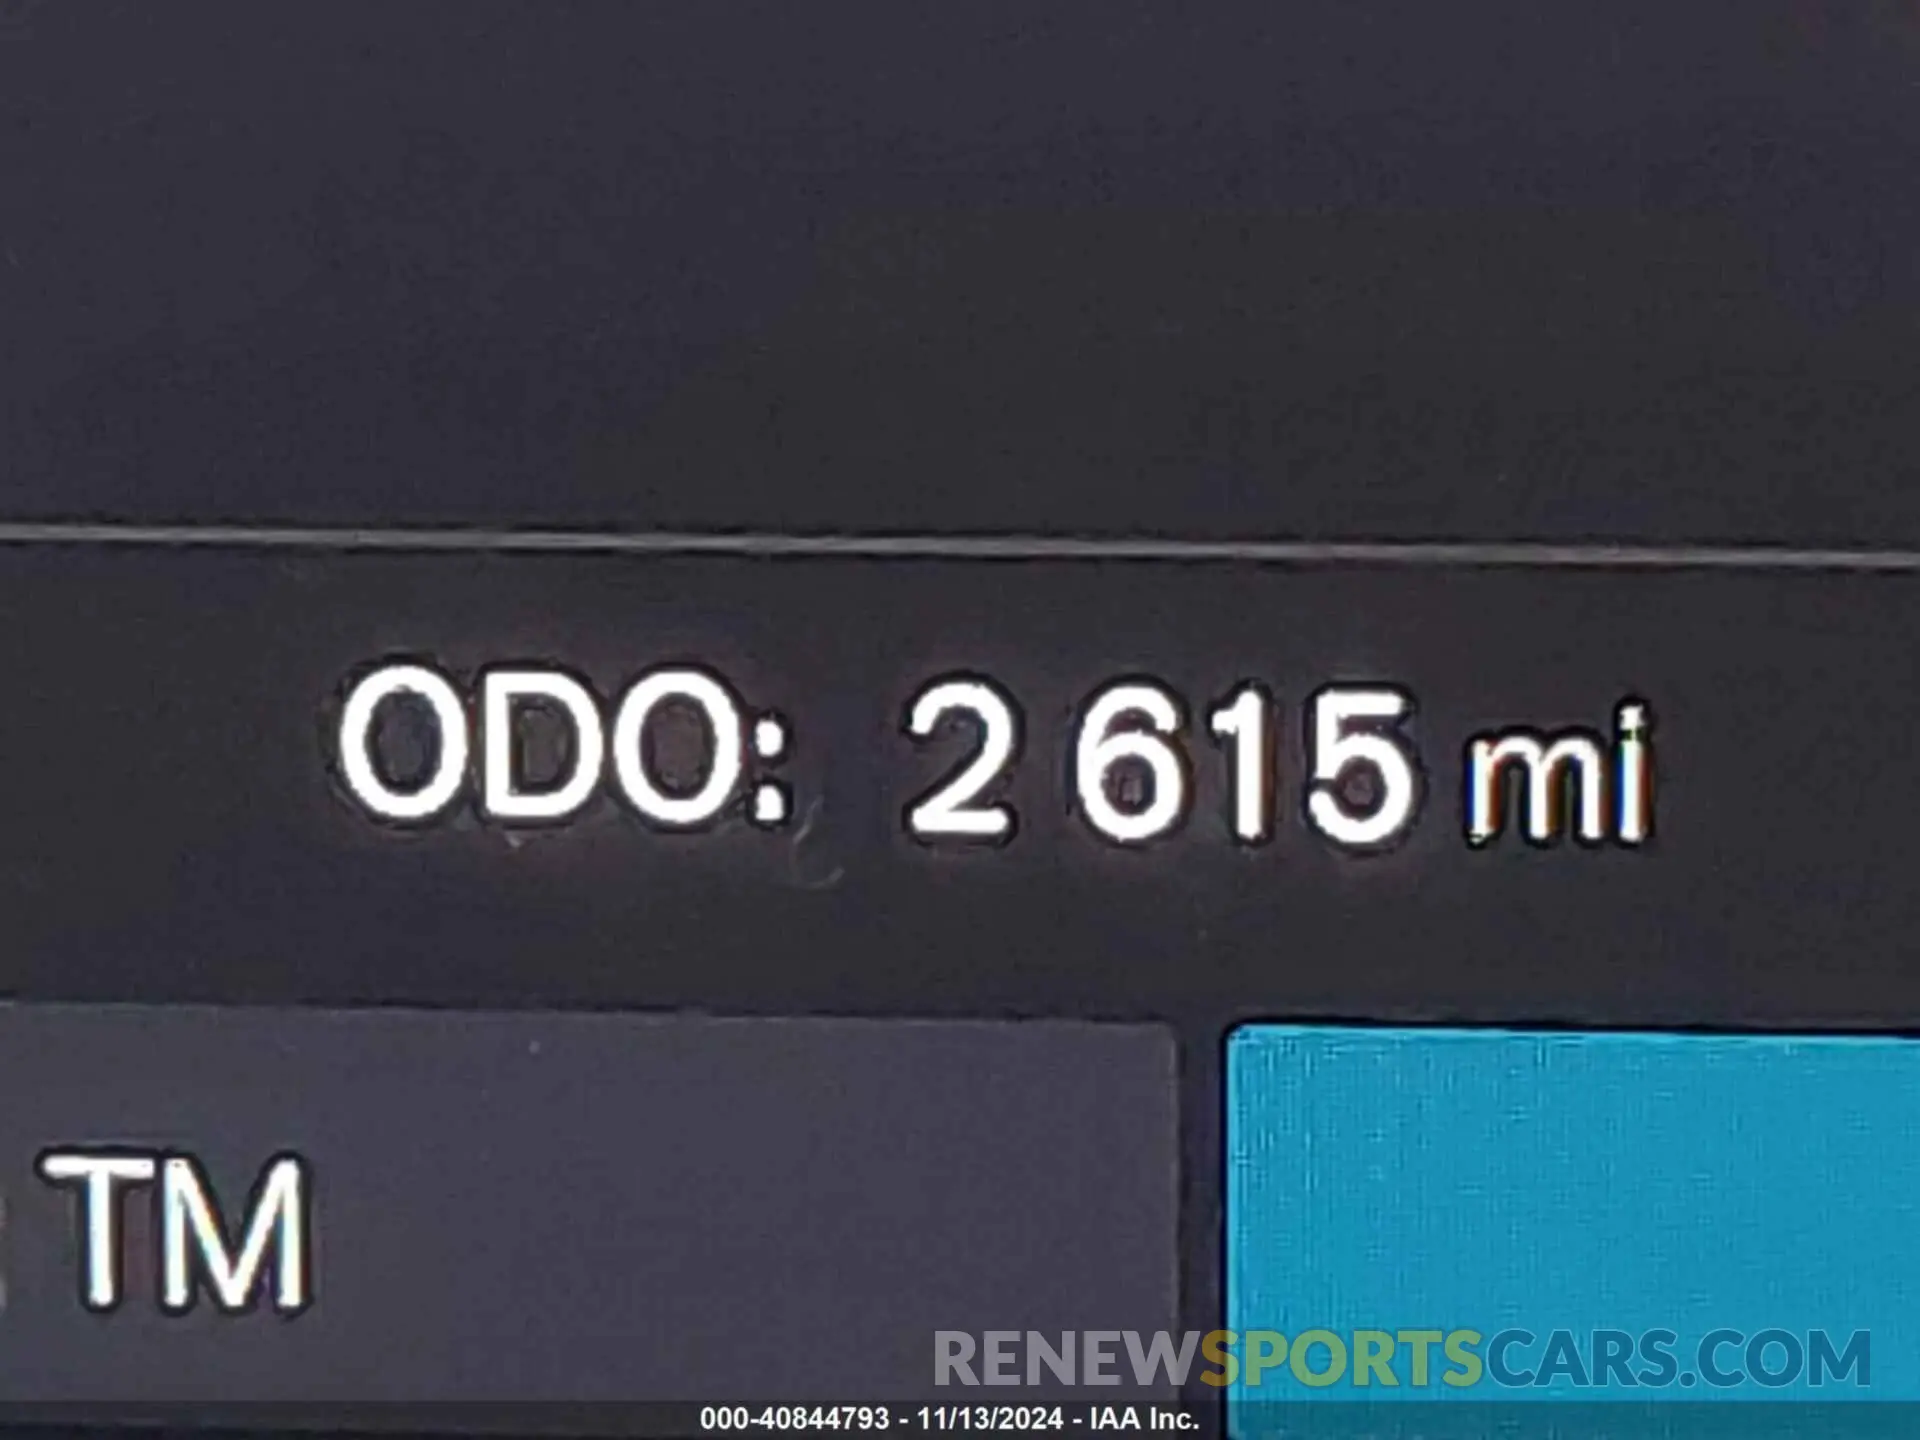 ODO: 2 615 mi
TM
RENEWSPORTSCARS.COM
000-40844793 - 11/13/2024 - IAA Inc.